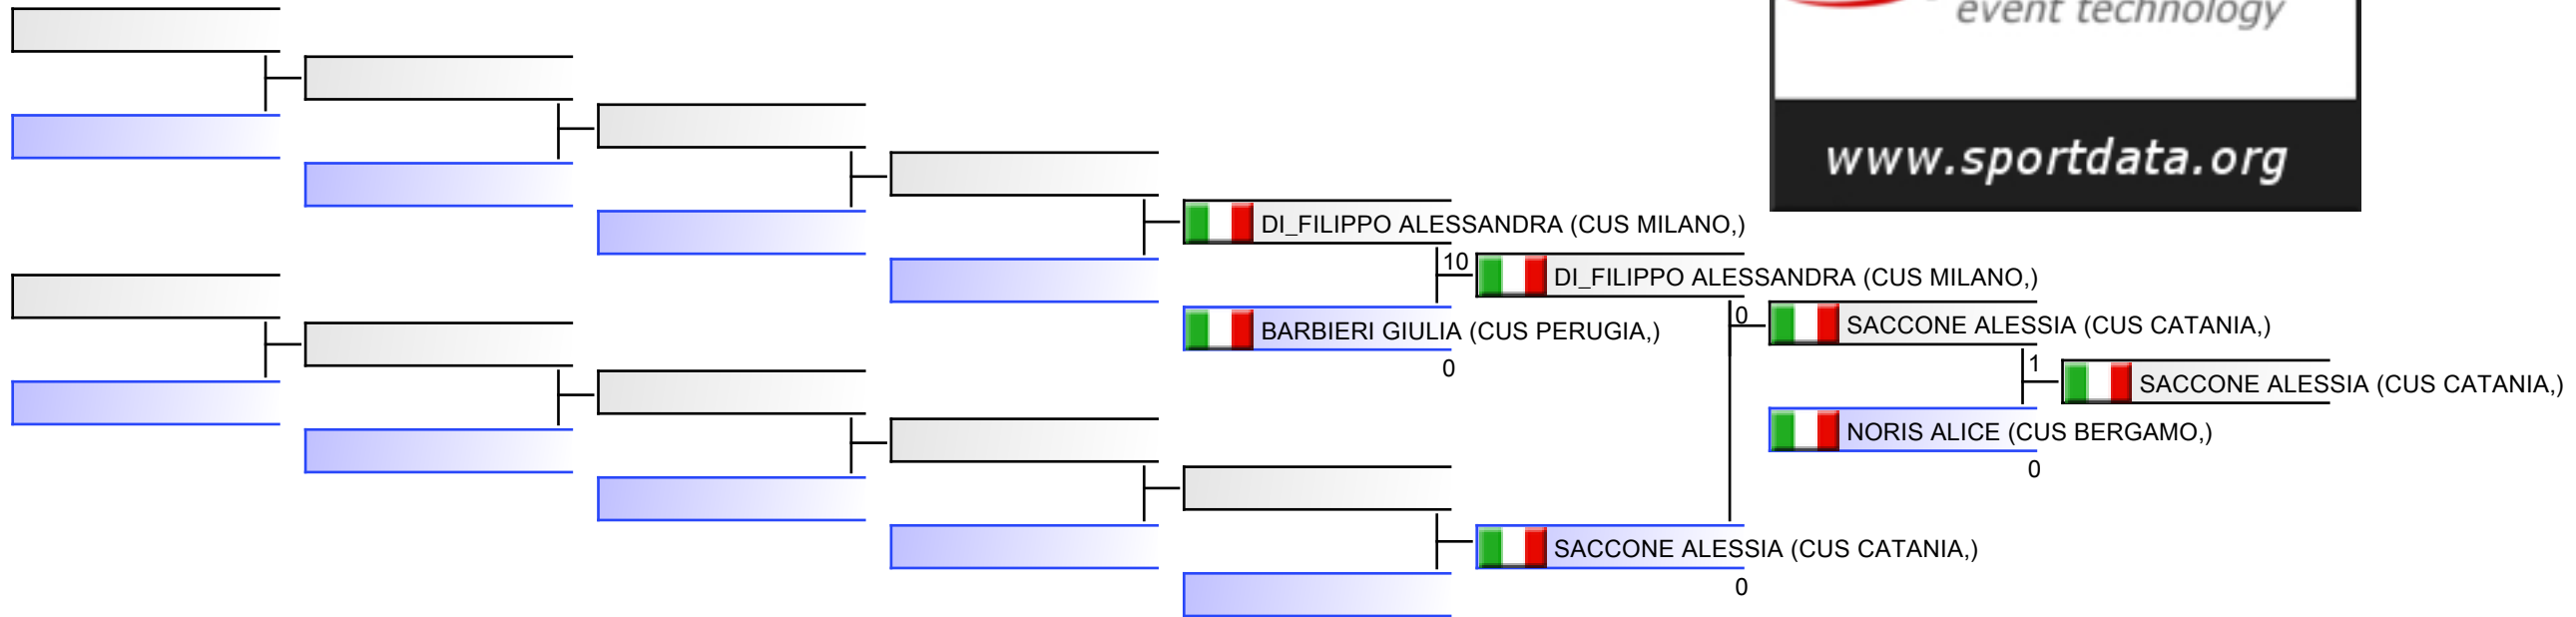 event technology
www.sportdata.org
DI_FILIPPO ALESSANDRA (CUS MILANO,)
10
DI_FILIPPO ALESSANDRA (CUS MILANO,)
0
SACCONE ALESSIA (CUS CATANIA,)
BARBIERI GIULIA (CUS PERUGIA,)
0
1
SACCONE ALESSIA (CUS CATANIA,)
NORIS ALICE (CUS BERGAMO,)
0
SACCONE ALESSIA (CUS CATANIA,)
0